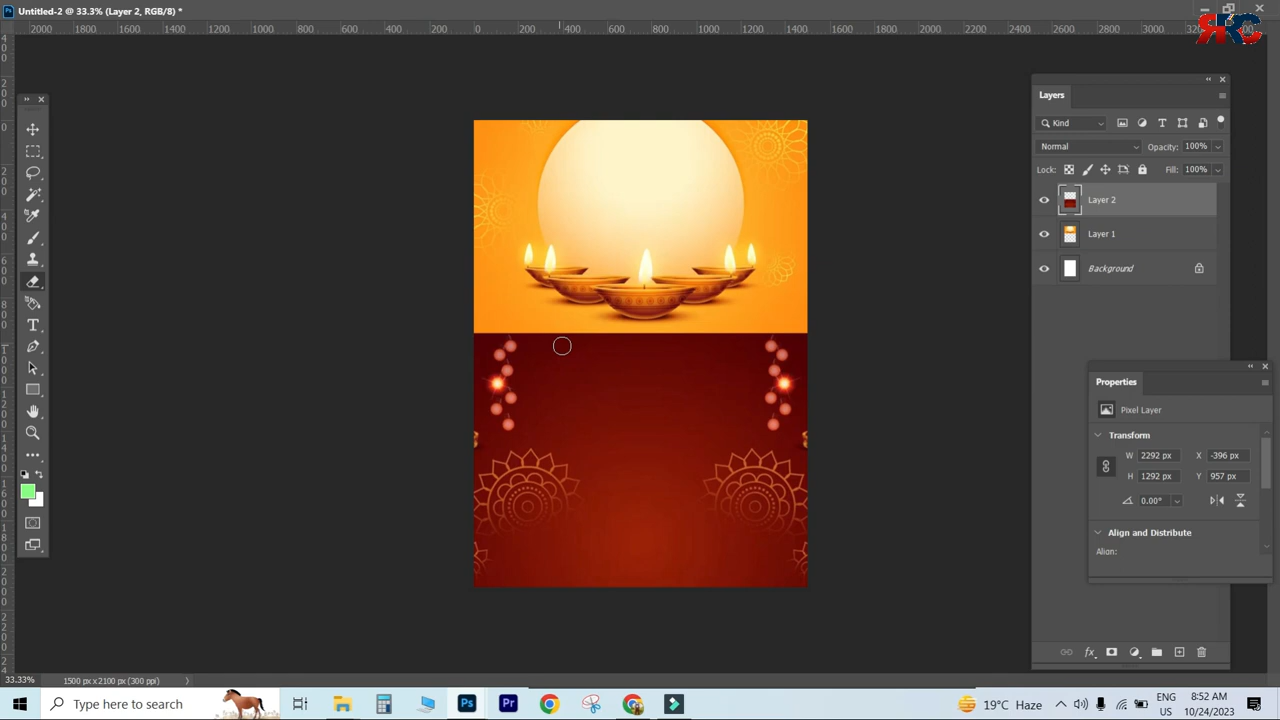 Untitled-2 @ 33.3% (Layer 2, RGB/8) *
RKC
2000 1800 1600 1400 1200 1000 800 600 400 200 0 200 400 600 800 1000 1200 1400 1600 1800 2000 2200 2400 2600 2800 3000 3200
Layers
Kind
Normal
Opacity: 100%
Lock:
Fill: 100%
Layer 2
Layer 1
Background
Properties
Pixel Layer
Transform
W 2292 px X -396 px
H 1292 px Y 957 px
0.00°
Align and Distribute
Align:
33.33% 1500 px x 2100 px (300 ppi)
Type here to search
Ps
Pr
19°C Haze
ENG
US
8:52 AM
10/24/2023